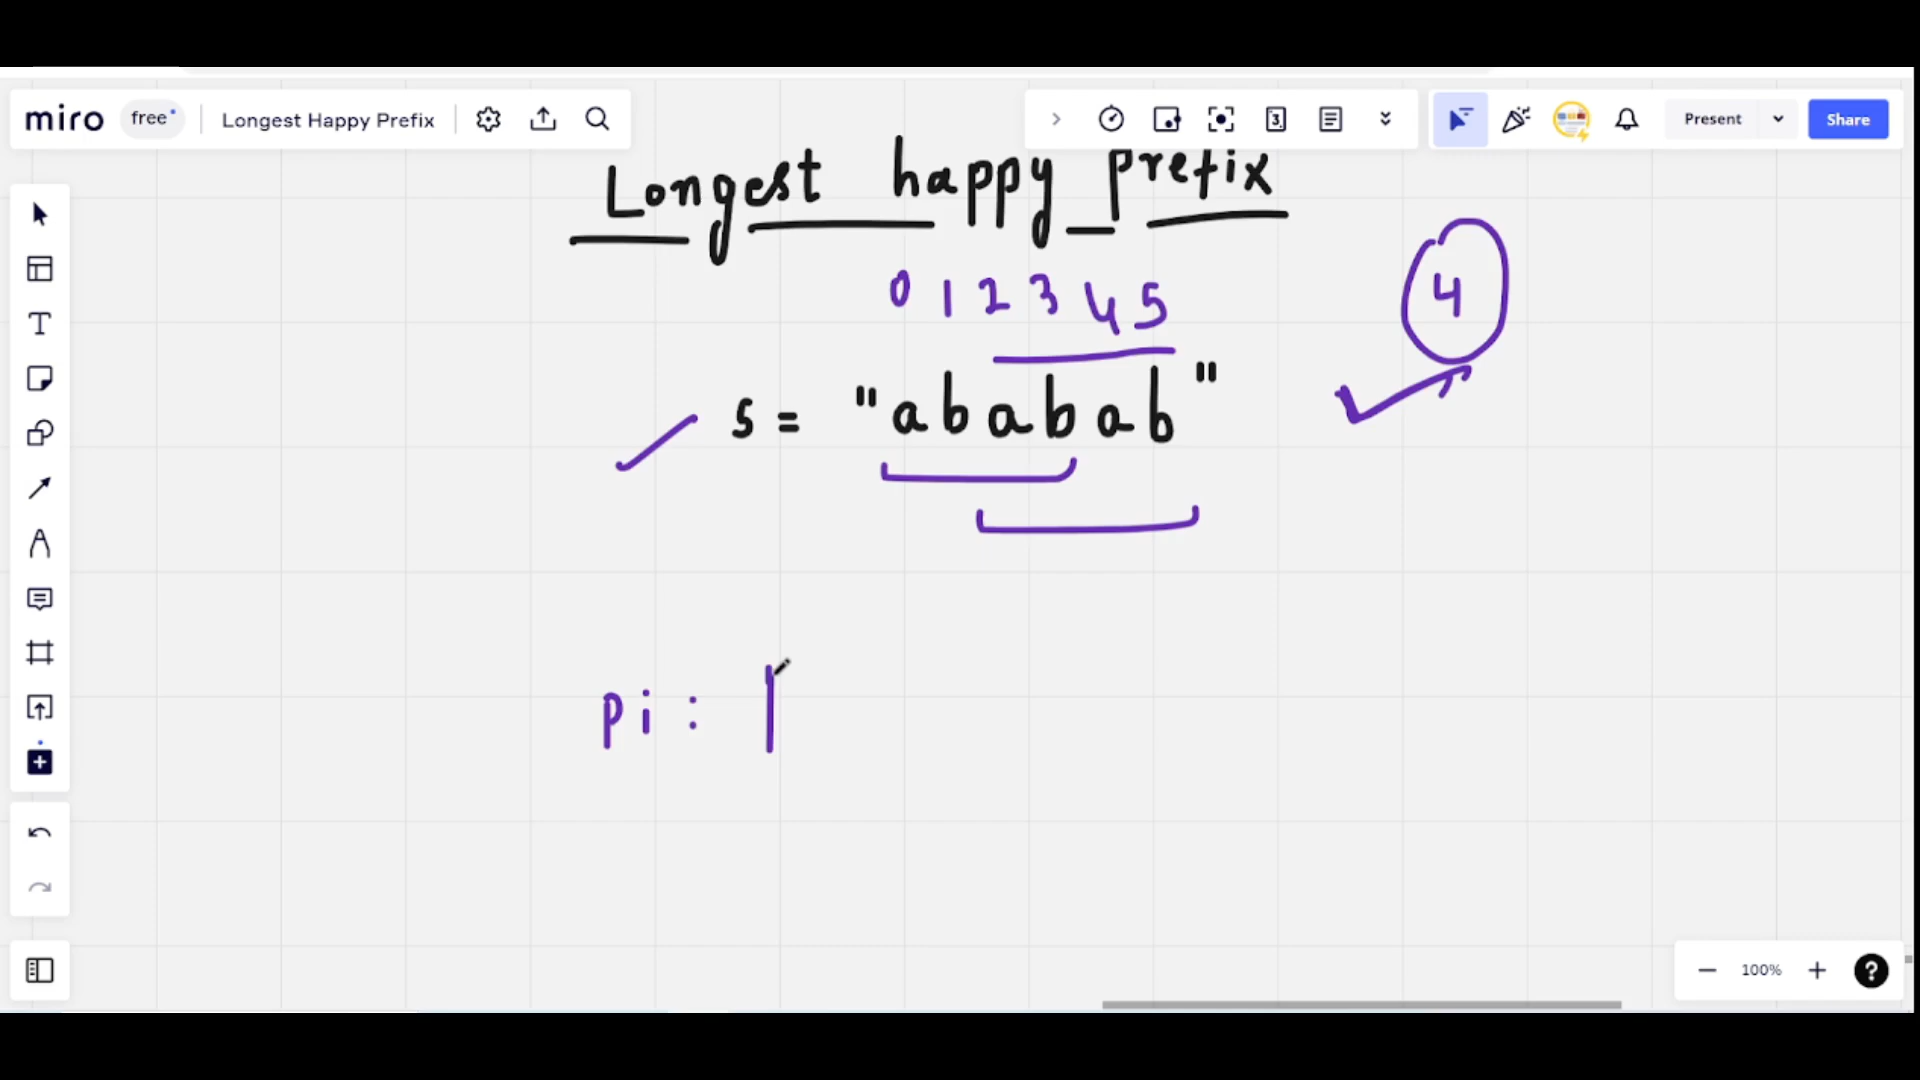 miro free Longest Happy Prefix 3 Present Share
Longest happy prefix
0 1 2 3 4 5
4
s = "ababab"
pi :
100% ?